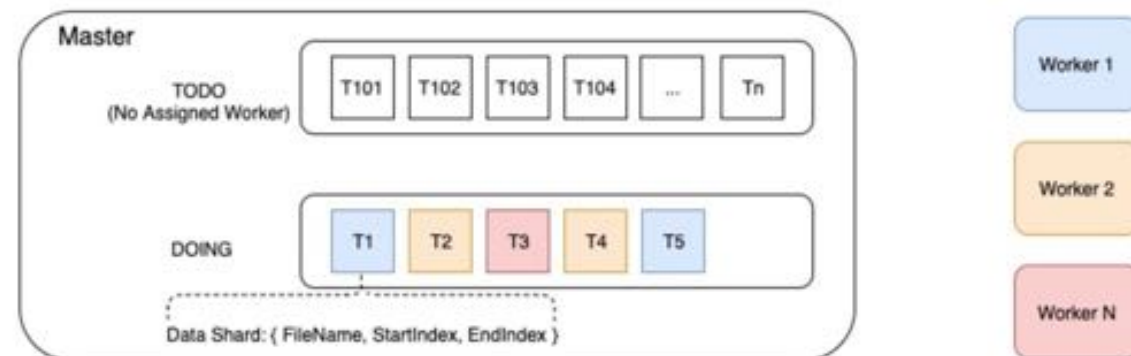 Master
TODO
(No Assigned Worker)
T101 T102 T103 T104 ... Tn
DOING
T1 T2 T3 T4 T5
Data Shard: { FileName, StartIndex, EndIndex }
Worker 1
Worker 2
Worker N